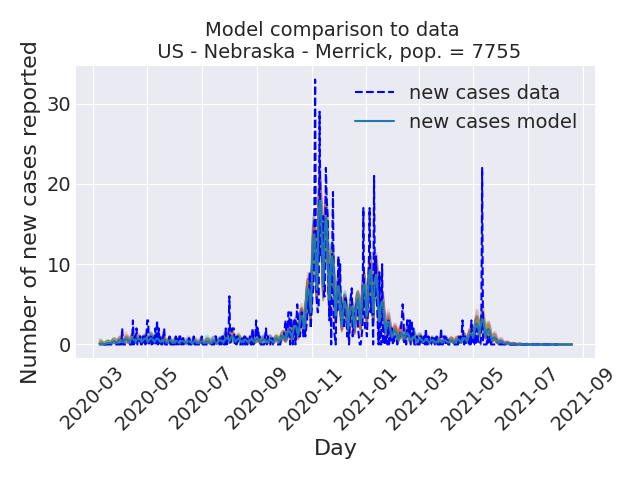 Model comparison to data
US - Nebraska - Merrick, pop. = 7755
Number of new cases reported
30
20
10
0
new cases data
new cases model
2020-03
2020-05
2020-07
2020-09
2020-11
2021-01
2021-03
2021-05
2021-07
2021-09
Day